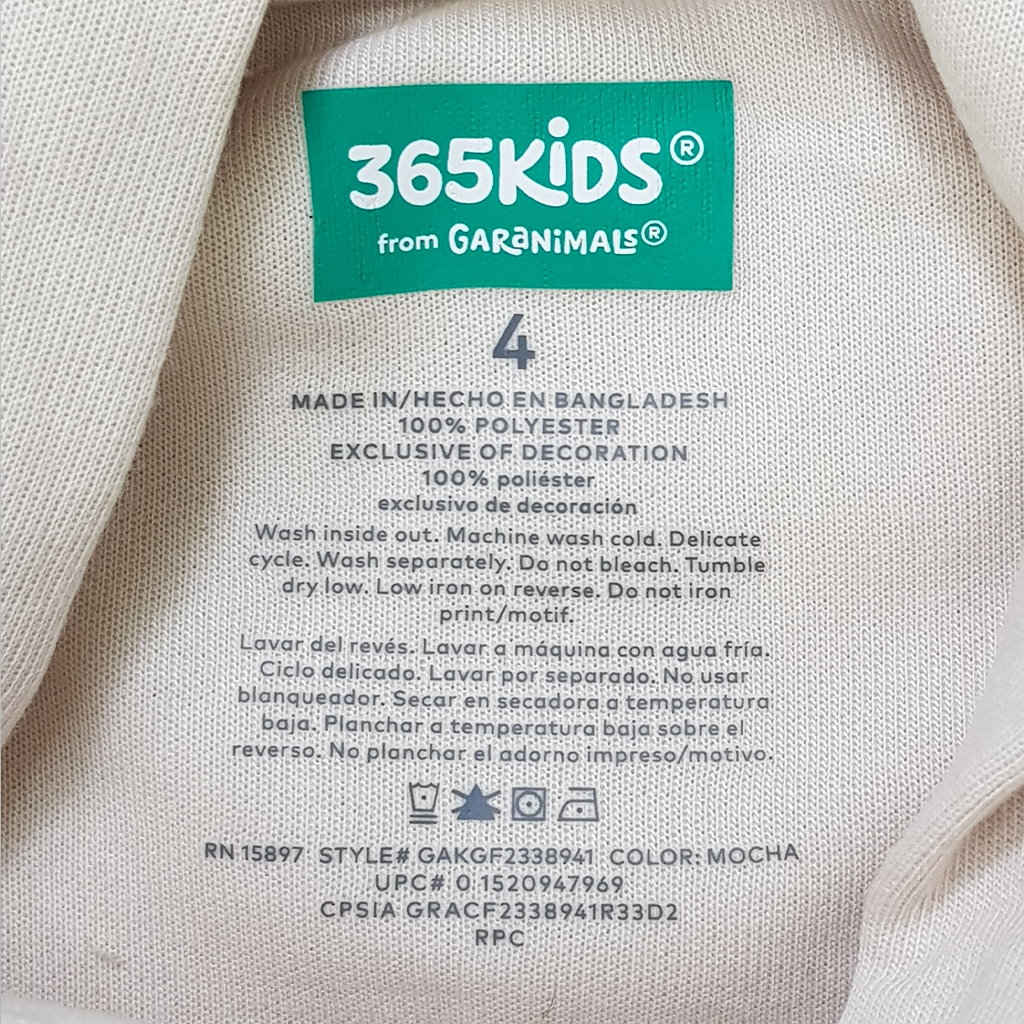 365KiDS®
from GARaNiMALS®
4
MADE IN/HECHO EN BANGLADESH
100% POLYESTER
EXCLUSIVE OF DECORATION
100% poliéster
exclusivo de decoración
Wash inside out. Machine wash cold. Delicate
cycle. Wash separately. Do not bleach. Tumble
dry low. Low iron on reverse. Do not iron
print/motif.
Lavar del revés. Lavar a máquina con agua fría.
Ciclo delicado. Lavar por separado. No usar
blanqueador. Secar en secadora a temperatura
baja. Planchar a temperatura baja sobre el
reverso. No planchar el adorno impreso/motivo.
RN 15897 STYLE# GAKGF2338941 COLOR: MOCHA
UPC# 0 1520947969
CPSIA GRACF2338941R33D2
RPC